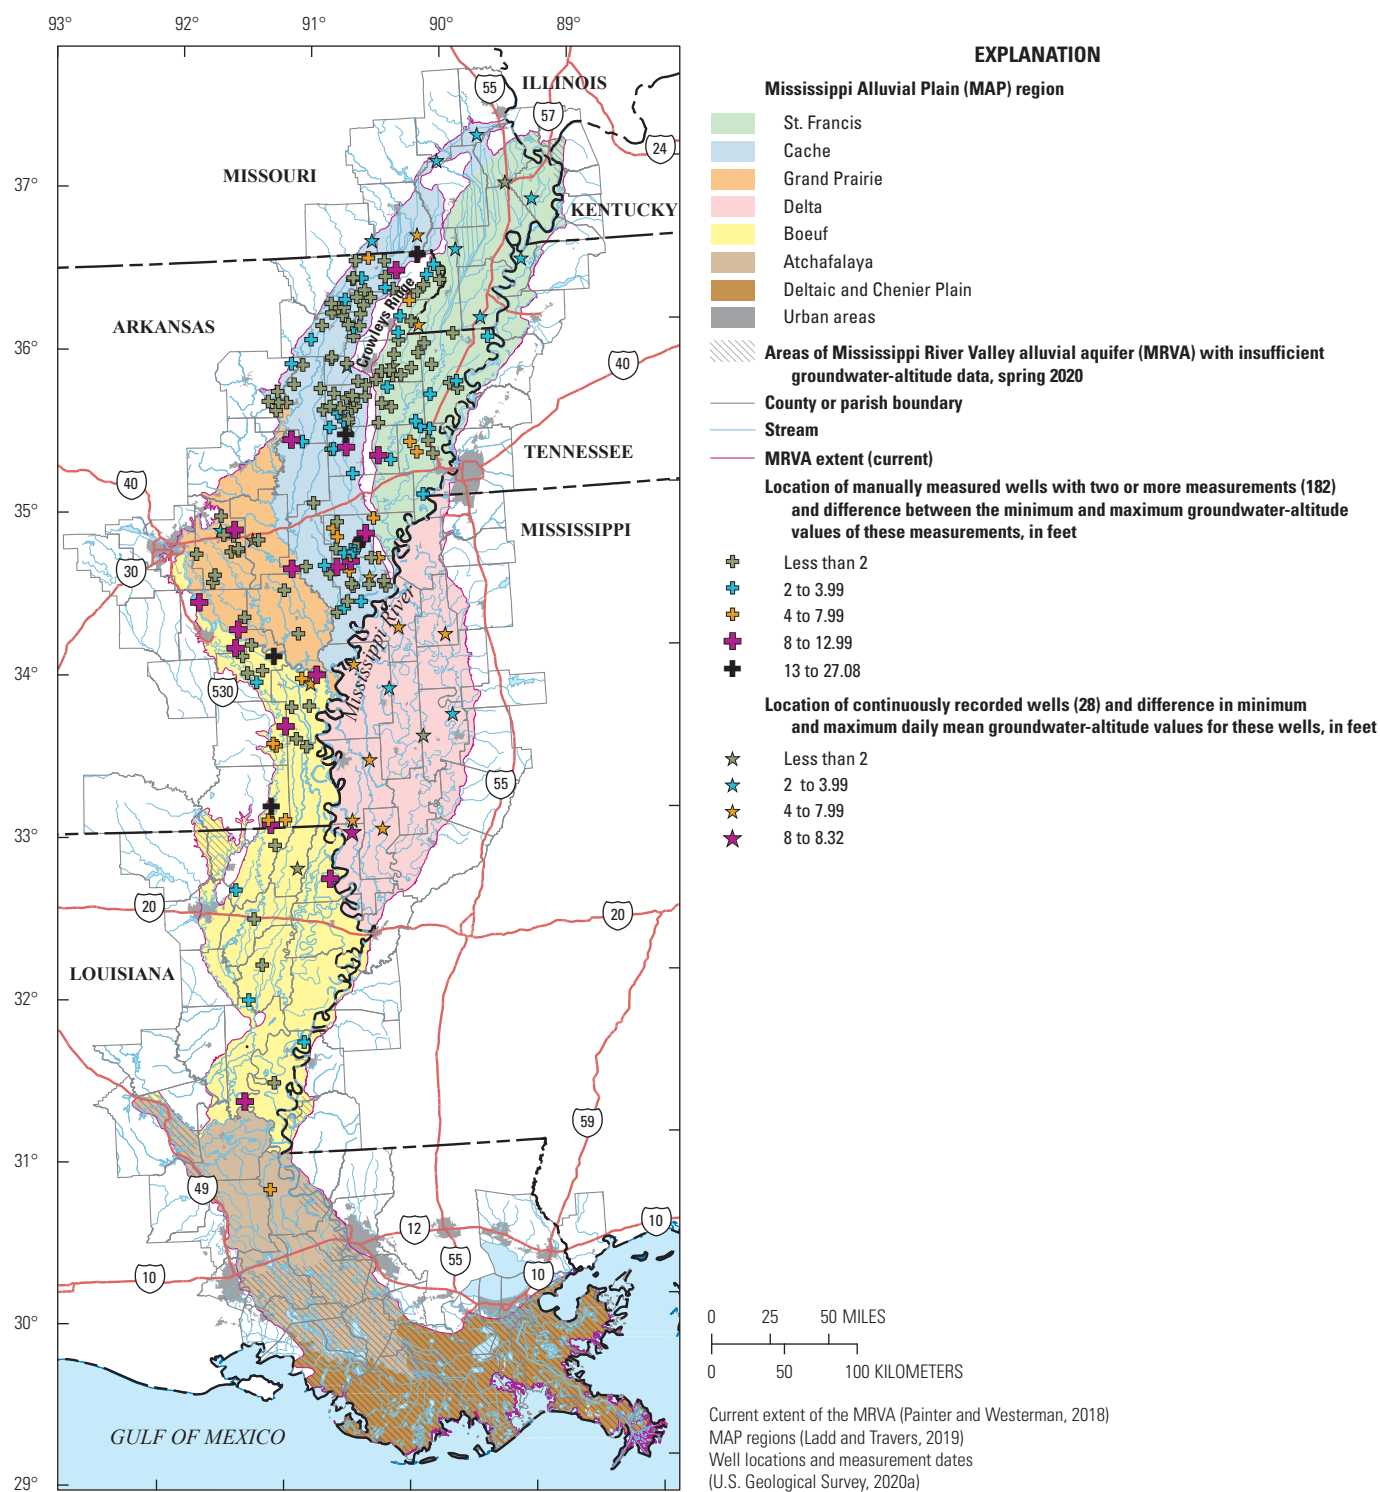 93°
92°
91°
90°
89°
37°
36°
35°
34°
33°
32°
31°
30°
29°
ILLINOIS
MISSOURI
KENTUCKY
ARKANSAS
TENNESSEE
MISSISSIPPI
LOUISIANA
Crowleys Ridge
Mississippi River
GULF OF MEXICO
55
57
24
40
40
30
530
55
20
20
59
49
12
55
10
10
10
EXPLANATION
Mississippi Alluvial Plain (MAP) region
St. Francis
Cache
Grand Prairie
Delta
Boeuf
Atchafalaya
Deltaic and Chenier Plain
Urban areas
Areas of Mississippi River Valley alluvial aquifer (MRVA) with insufficient
groundwater-altitude data, spring 2020
County or parish boundary
Stream
MRVA extent (current)
Location of manually measured wells with two or more measurements (182)
and difference between the minimum and maximum groundwater-altitude
values of these measurements, in feet
Less than 2
2 to 3.99
4 to 7.99
8 to 12.99
13 to 27.08
Location of continuously recorded wells (28) and difference in minimum
and maximum daily mean groundwater-altitude values for these wells, in feet
Less than 2
2 to 3.99
4 to 7.99
8 to 8.32
0 25 50 MILES
0 50 100 KILOMETERS
Current extent of the MRVA (Painter and Westerman, 2018)
MAP regions (Ladd and Travers, 2019)
Well locations and measurement dates
(U.S. Geological Survey, 2020a)